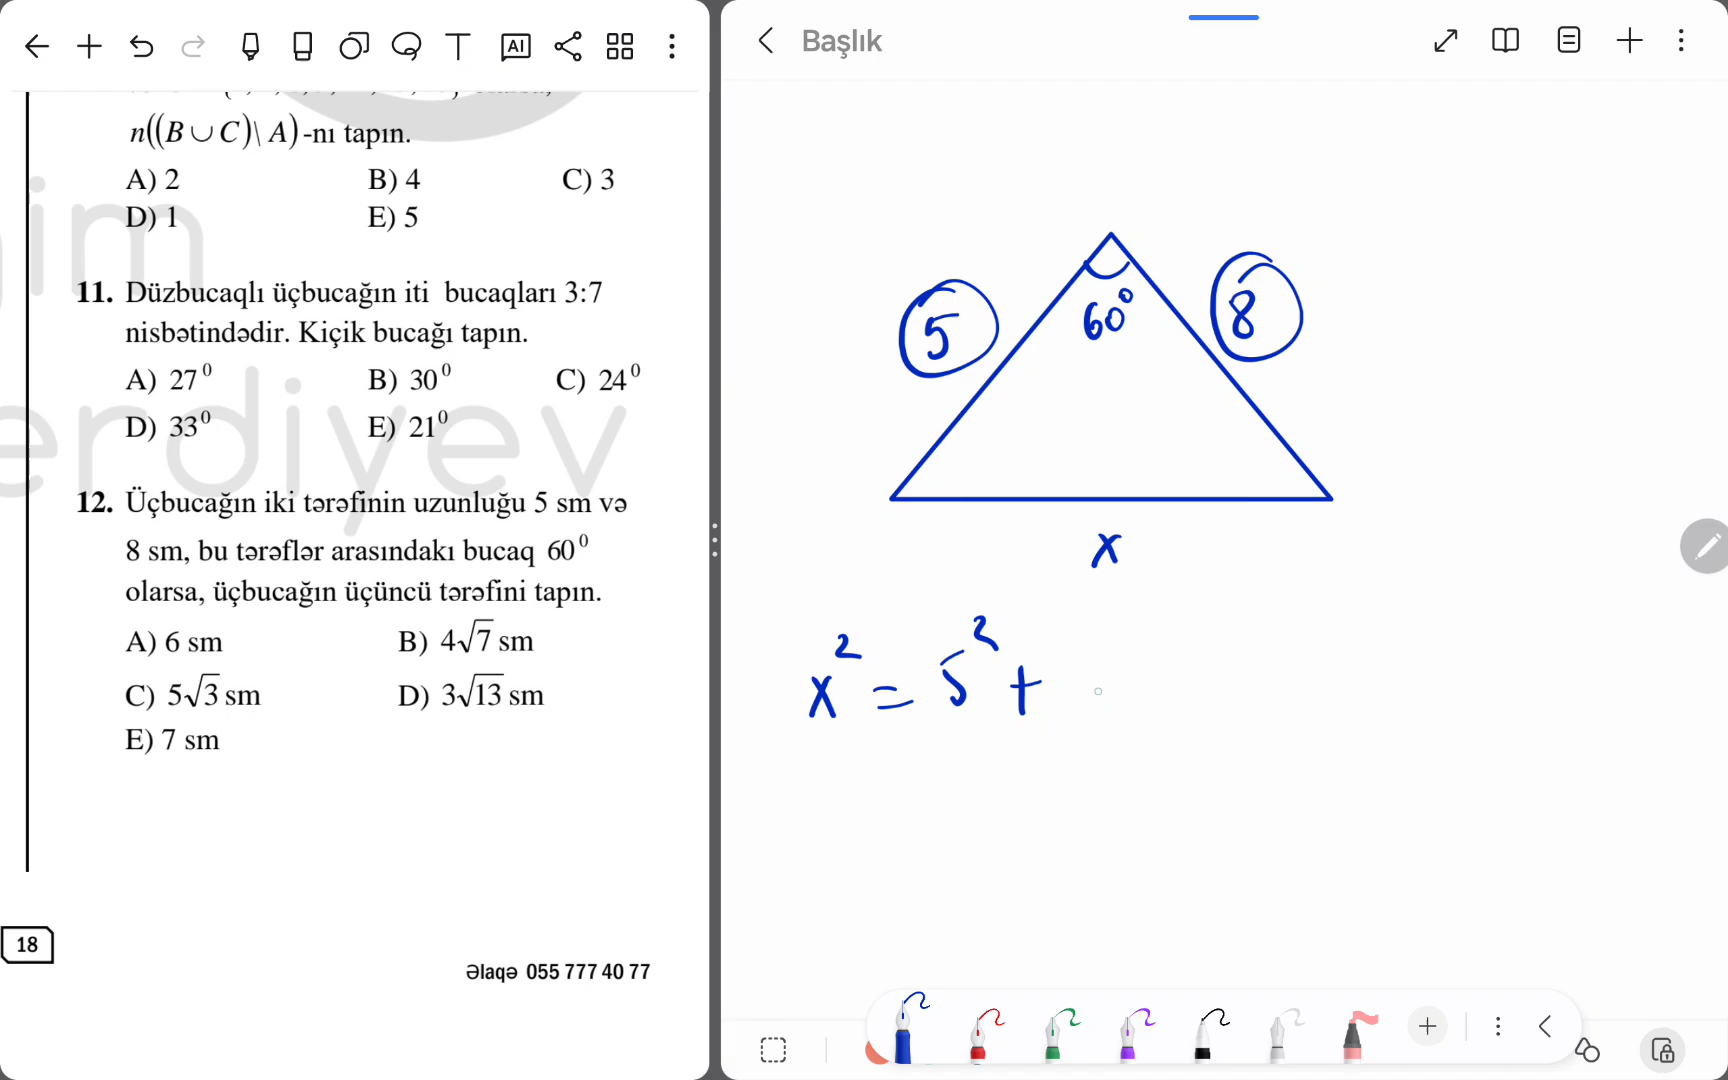 n((B ∪ C)\ A) -nı tapın.
A) 2 B) 4 C) 3
D) 1 E) 5
11. Düzbucaqlı üçbucağın iti bucaqları 3:7
nisbətindədir. Kiçik bucağı tapın.
A) 27⁰ B) 30⁰ C) 24⁰
D) 33⁰ E) 21⁰
12. Üçbucağın iki tərəfinin uzunluğu 5 sm və
8 sm, bu tərəflər arasındakı bucaq 60⁰
olarsa, üçbucağın üçüncü tərəfini tapın.
A) 6 sm B) 4√7 sm
C) 5√3 sm D) 3√13 sm
E) 7 sm
18
Əlaqə 055 777 40 77
T AI
erdiyev
Başlık
5 60° 8
x
x² = 5² +